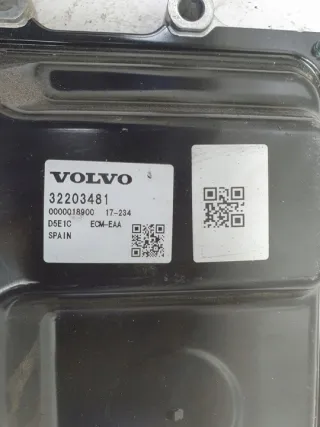 VOLVO
32203481
0000018900 17-234
D5E1C ECM-EAA
SPAIN